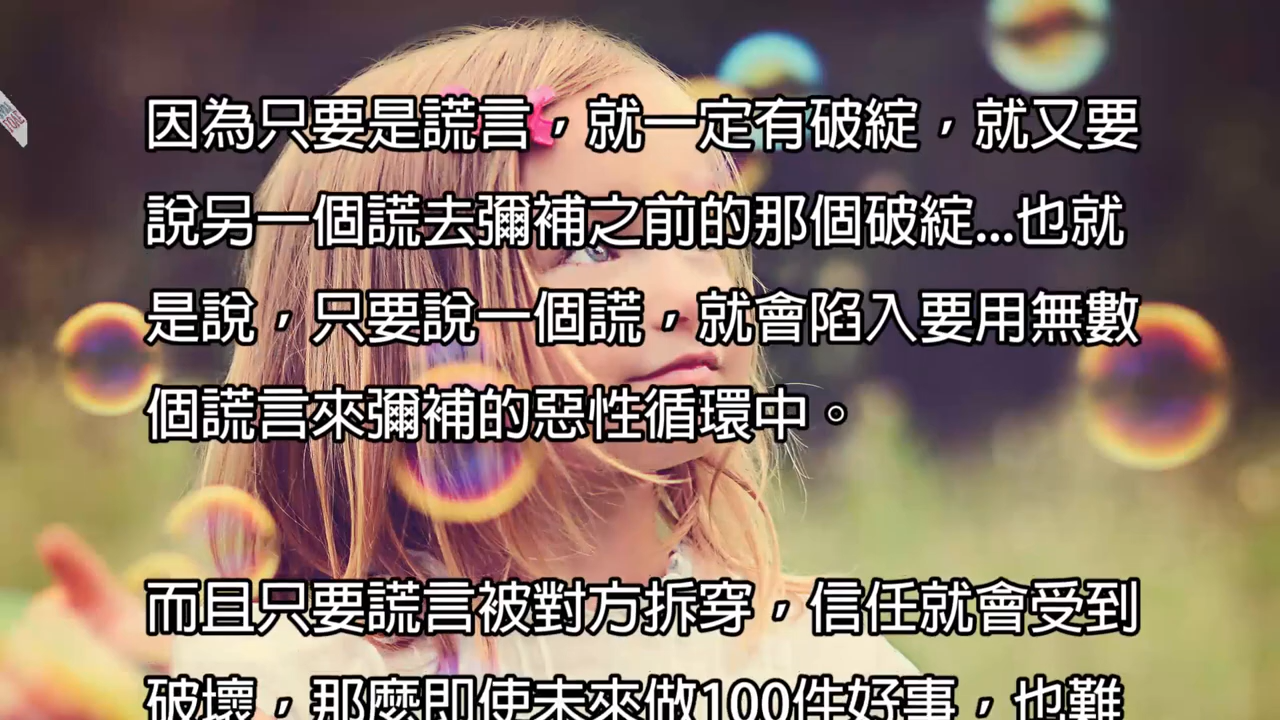 因為只要是謊言，就一定有破綻，就又要
說另一個謊去彌補之前的那個破綻...也就
是說，只要說一個謊，就會陷入要用無數
個謊言來彌補的惡性循環中。
而且只要謊言被對方拆穿，信任就會受到
破壞，那麼即使未來做100件好事，也難